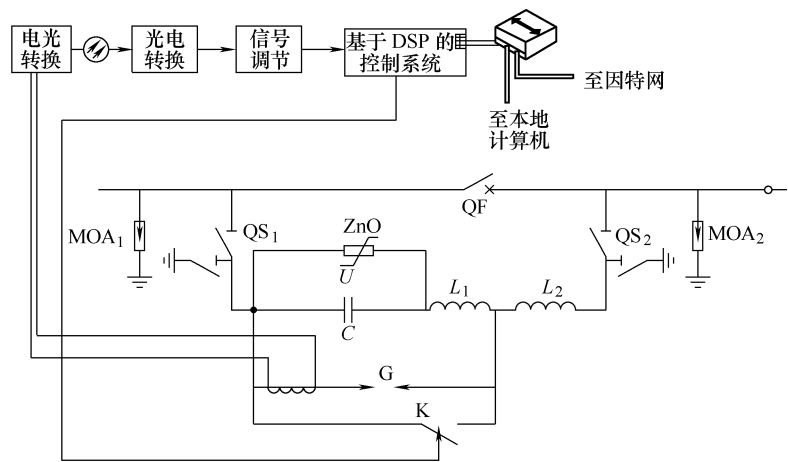 电光
转换
光电
转换
信号
调节
基于 DSP 的
控制系统
至因特网
至本地
计算机
QF
MOA₁
QS₁
ZnO
U
QS₂
MOA₂
L₁
L₂
C
G
K